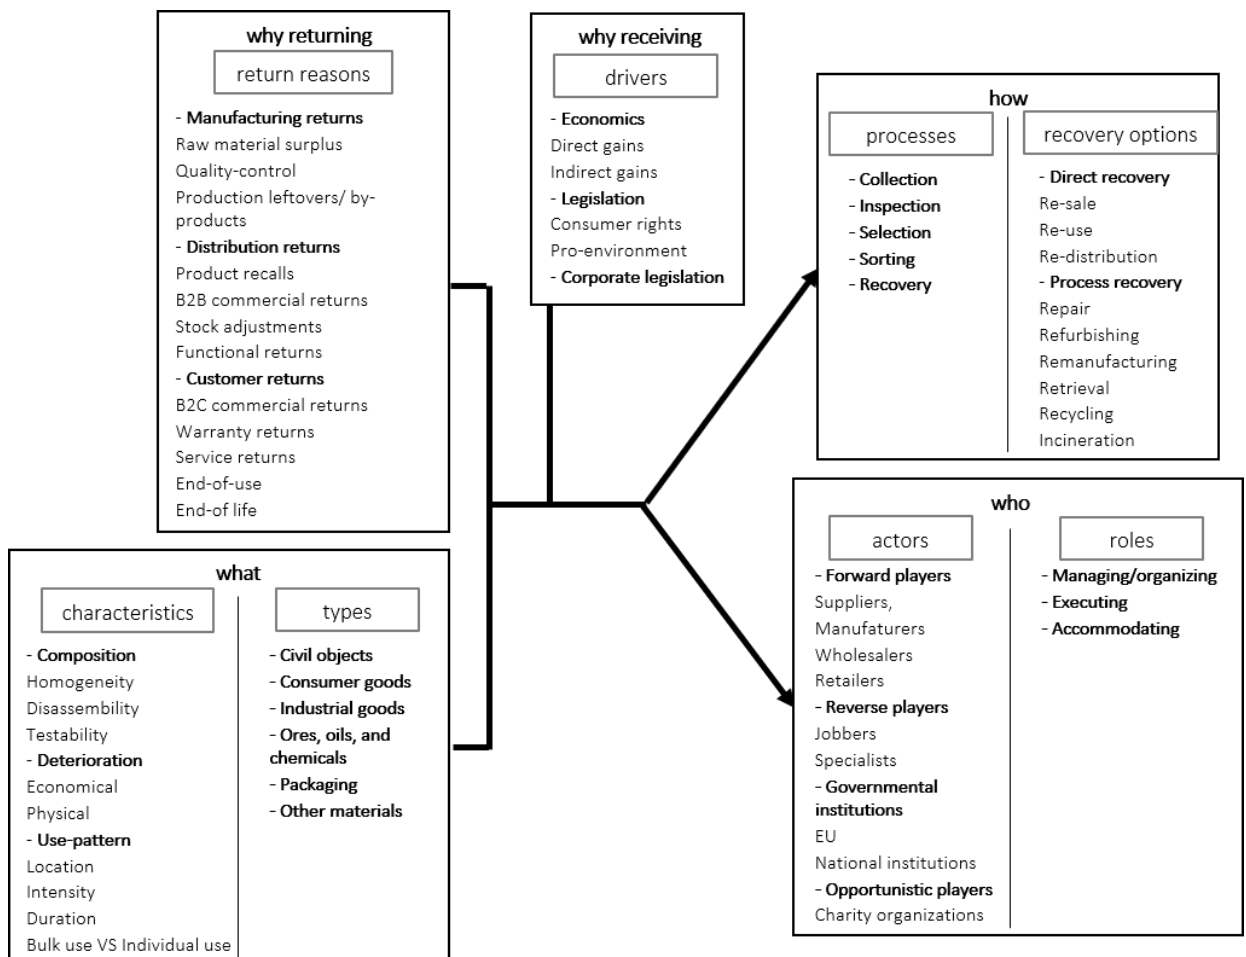 why returning
return reasons
- Manufacturing returns
Raw material surplus
Quality-control
Production leftovers/ by-
products
- Distribution returns
Product recalls
B2B commercial returns
Stock adjustments
Functional returns
- Customer returns
B2C commercial returns
Warranty returns
Service returns
End-of-use
End-of life
why receiving
drivers
- Economics
Direct gains
Indirect gains
- Legislation
Consumer rights
Pro-environment
- Corporate legislation
how
processes
- Collection
- Inspection
- Selection
- Sorting
- Recovery
recovery options
- Direct recovery
Re-sale
Re-use
Re-distribution
- Process recovery
Repair
Refurbishing
Remanufacturing
Retrieval
Recycling
Incineration
what
characteristics
- Composition
Homogeneity
Disassembility
Testability
- Deterioration
Economical
Physical
- Use-pattern
Location
Intensity
Duration
Bulk use VS Individual use
types
- Civil objects
- Consumer goods
- Industrial goods
- Ores, oils, and
chemicals
- Packaging
- Other materials
who
actors
- Forward players
Suppliers,
Manufaturers
Wholesalers
Retailers
- Reverse players
Jobbers
Specialists
- Governmental
institutions
EU
National institutions
- Opportunistic players
Charity organizations
roles
- Managing/organizing
- Executing
- Accommodating